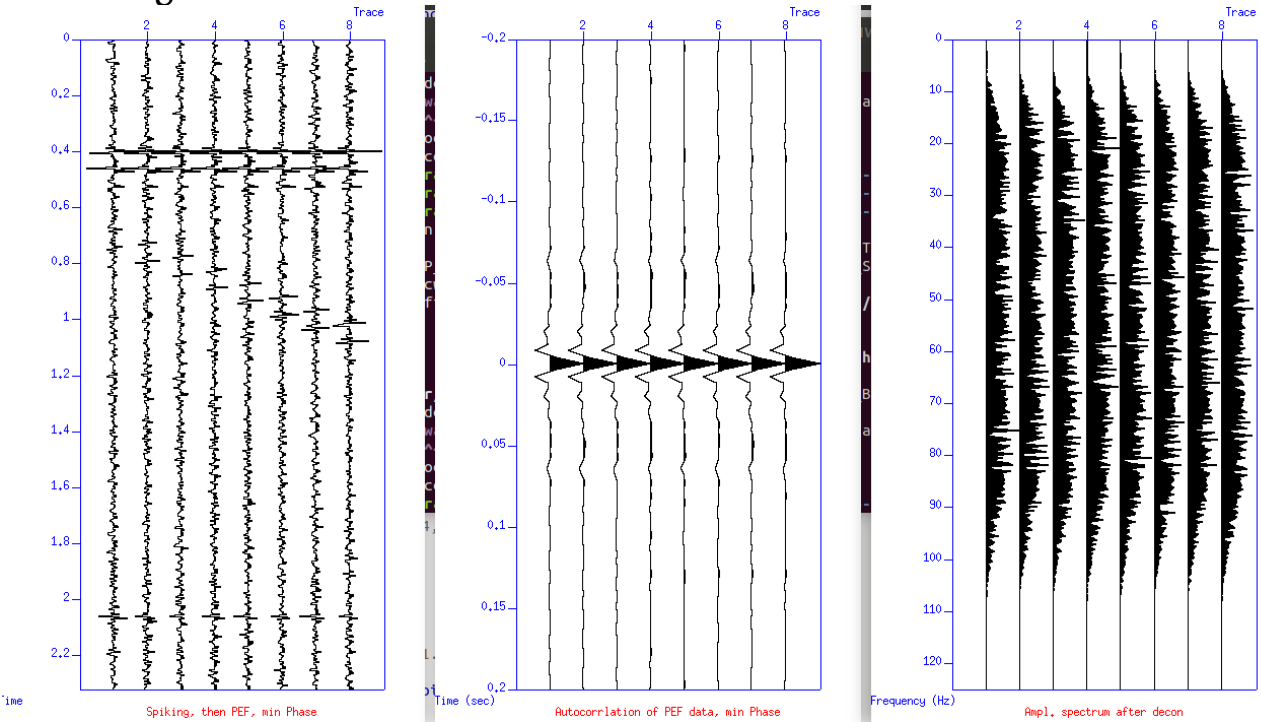 Trace
2 4 6 8
0
0.2
0.4
0.6
0.8
1
1.2
1.4
1.6
1.8
2
2.2
ime
Spiking, then PEF, min Phase
Trace
2 4 6 8
-0.2
-0.15
-0.1
-0.05
0
0.05
0.1
0.15
0.2
Time (sec)
Autocorrlation of PEF data, min Phase
Trace
2 4 6 8
0
10
20
30
40
50
60
70
80
90
100
110
120
Frequency (Hz)
Ampl. spectrum after decon